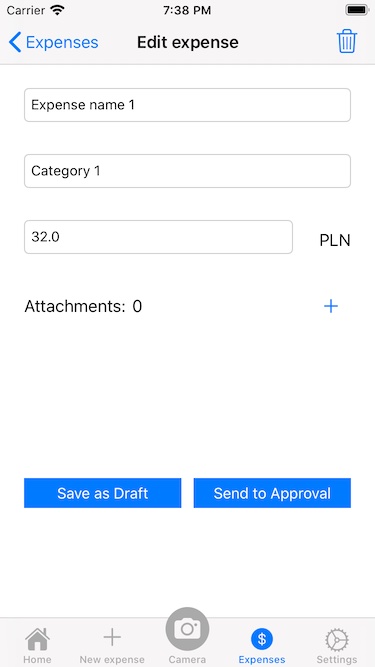 Carrier 7:38 PM
Expenses Edit expense
Expense name 1
Category 1
32.0 PLN
Attachments: 0 +
Save as Draft Send to Approval
$
Home New expense Camera Expenses Settings